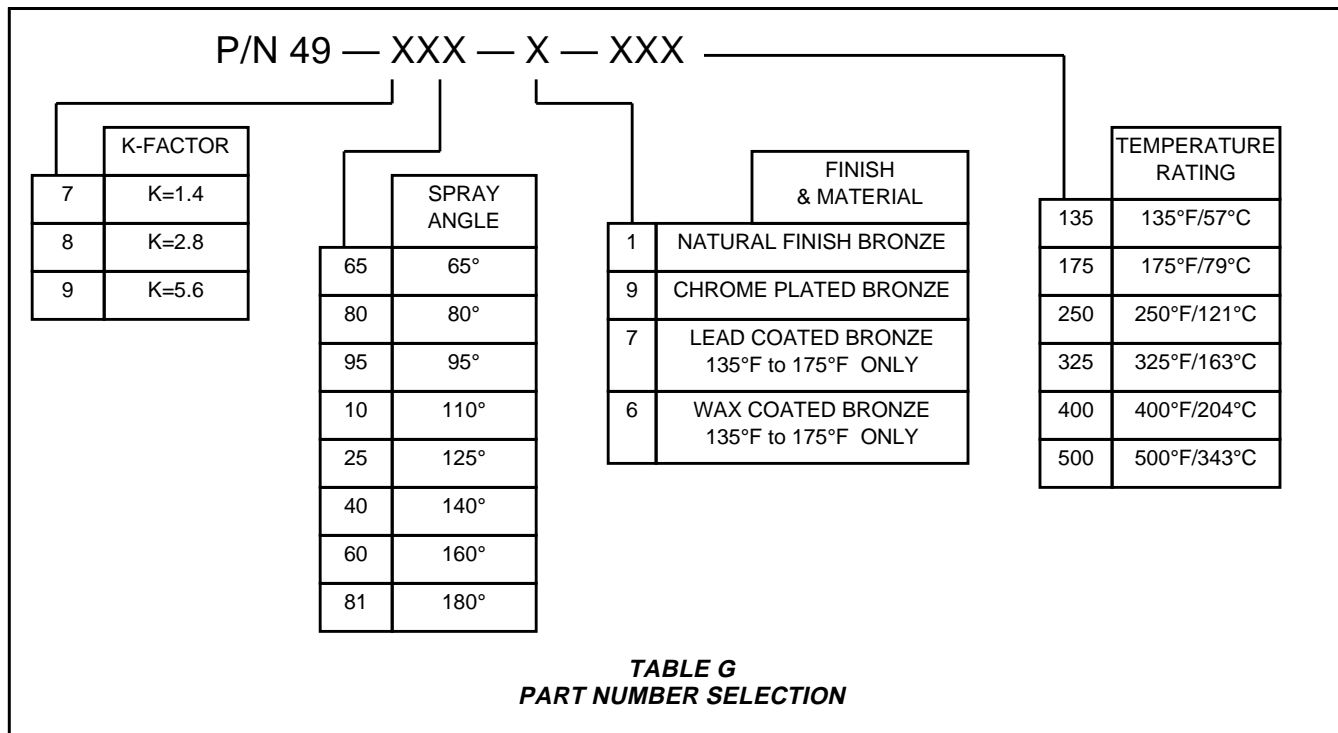 P/N 49 — XXX — X — XXX
K-FACTOR
7 K=1.4
8 K=2.8
9 K=5.6
SPRAY
ANGLE
65 65°
80 80°
95 95°
10 110°
25 125°
40 140°
60 160°
81 180°
FINISH
& MATERIAL
1 NATURAL FINISH BRONZE
9 CHROME PLATED BRONZE
7 LEAD COATED BRONZE
135°F to 175°F ONLY
6 WAX COATED BRONZE
135°F to 175°F ONLY
TEMPERATURE
RATING
135 135°F/57°C
175 175°F/79°C
250 250°F/121°C
325 325°F/163°C
400 400°F/204°C
500 500°F/343°C
TABLE G
PART NUMBER SELECTION